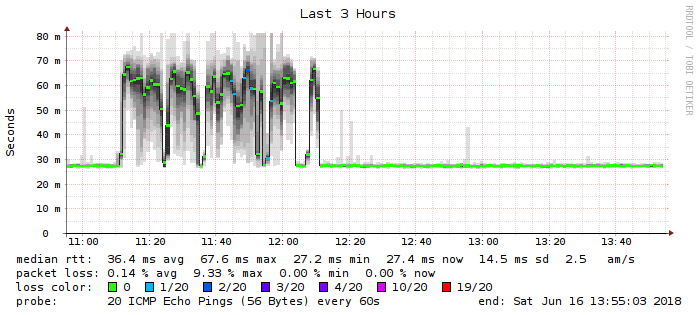 Last 3 Hours
RRDTOOL / TOBI OETIKER
Seconds
80 m
70 m
60 m
50 m
40 m
30 m
20 m
10 m
0
11:00 11:20 11:40 12:00 12:20 12:40 13:00 13:20 13:40
median rtt: 36.4 ms avg 67.6 ms max 27.2 ms min 27.4 ms now 14.5 ms sd 2.5 am/s
packet loss: 0.14 % avg 9.33 % max 0.00 % min 0.00 % now
loss color: 0 1/20 2/20 3/20 4/20 10/20 19/20
probe: 20 ICMP Echo Pings (56 Bytes) every 60s end: Sat Jun 16 13:55:03 2018